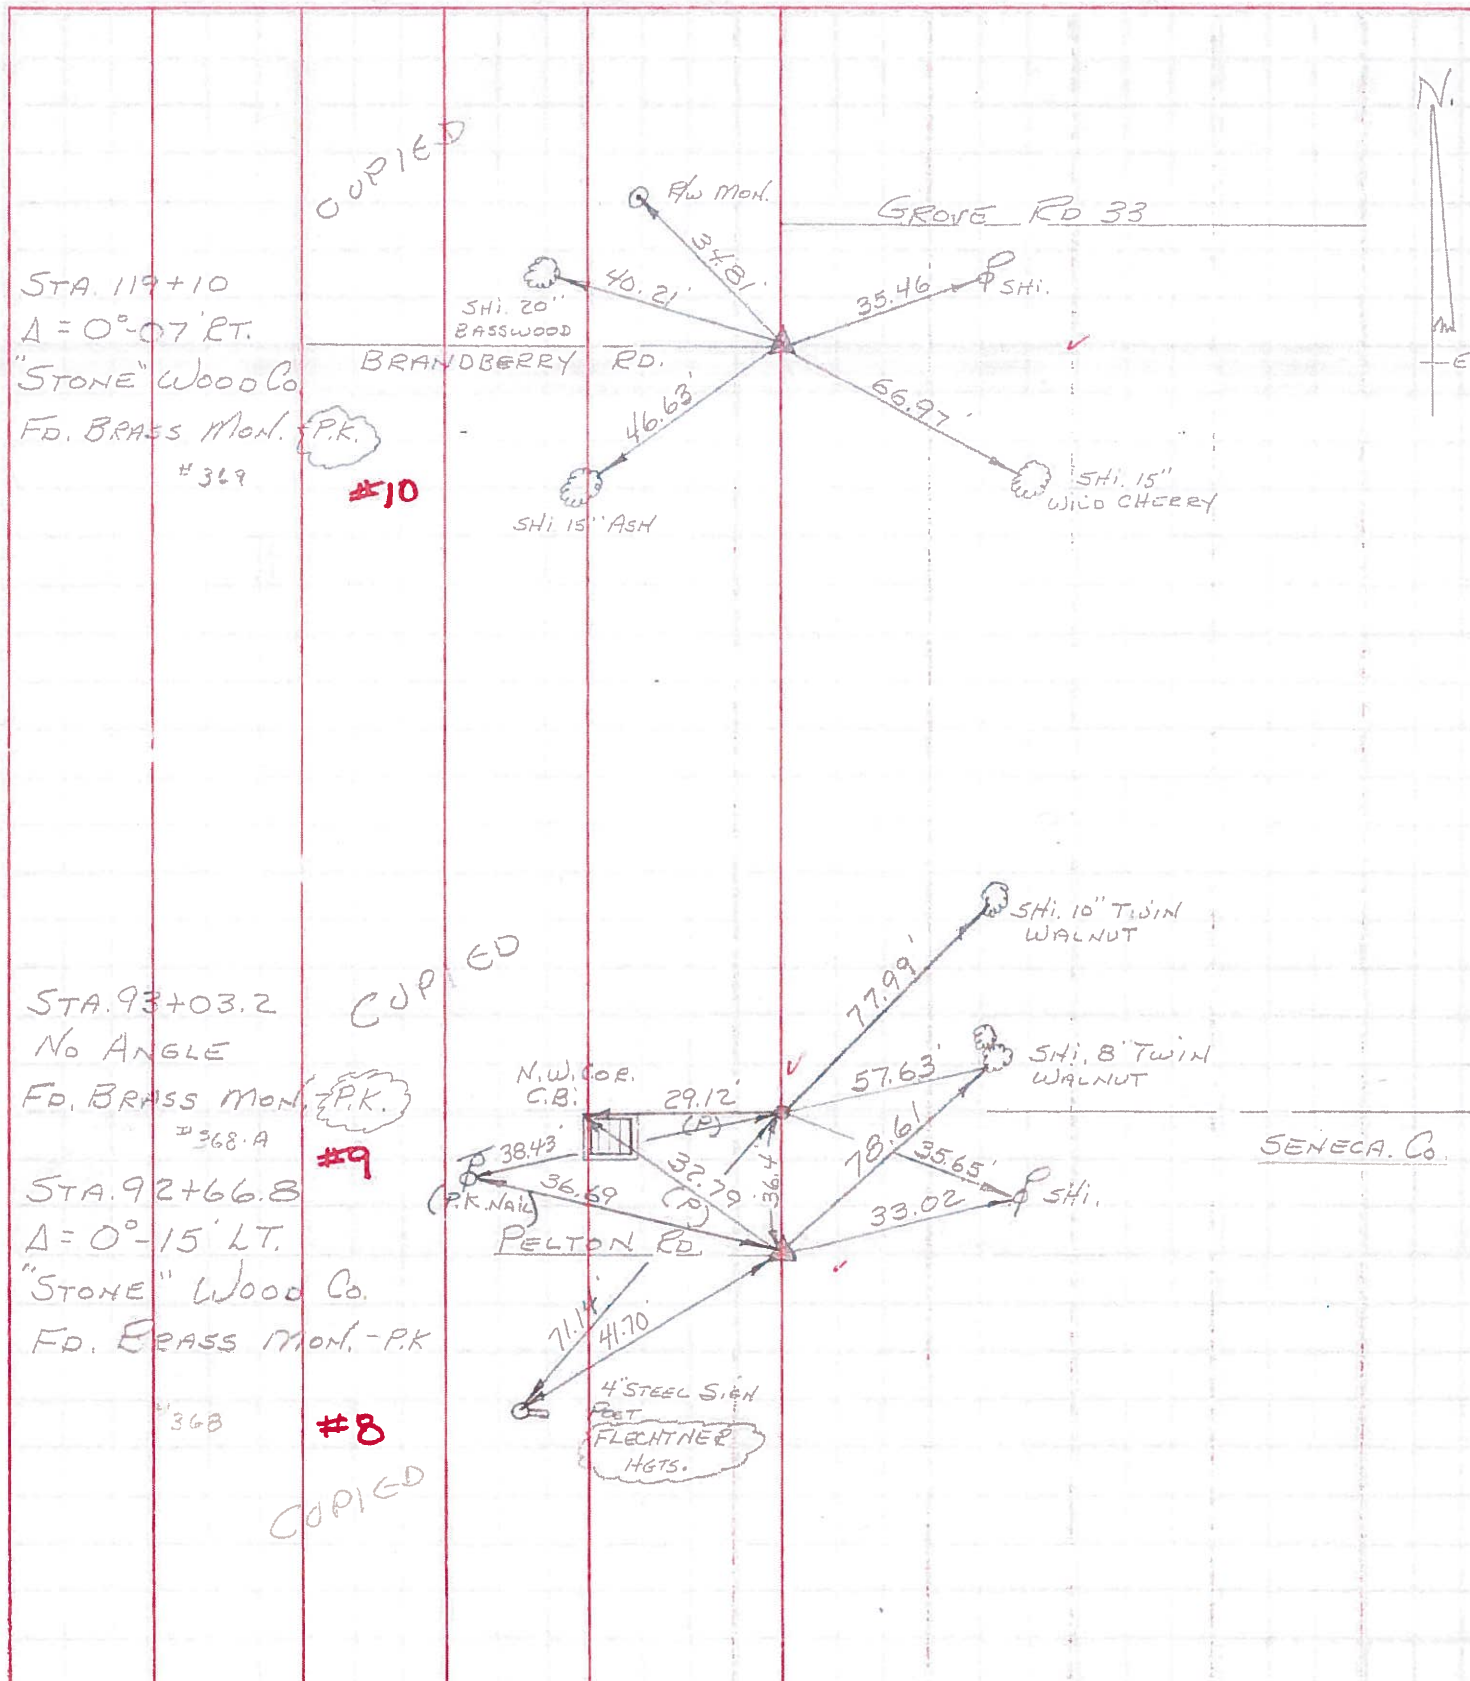 COPIED
N.
R/W MON.
GROVE RD 33
34.81'
STA. 119+10
40.21'
35.46'
SHI.
SHI. 20"
BASSWOOD
Δ = 0°-07' RT.
BRANDBERRY RD.
E
"STONE" WOOD Co.
66.97'
46.63'
FD. BRASS MON. - P.K.
#369
#10
SHI. 15"
WILD CHERRY
SHI 15" ASH
SHI. 10" TWIN
WALNUT
COPIED
77.99'
STA. 93+03.2
No ANGLE
SHI. 8" TWIN
WALNUT
57.63'
N.W. COR.
C.B.
29.12'
(P)
FD. BRASS MON. - P.K.
#368-A
#9
SENECA. Co.
38.43'
78.61
35.65'
32.79'
(P)
36.4'
STA. 92+66.8
36.69
(P.K. NAIL)
SHI.
33.02
Δ = 0°-15' LT.
PELTON RD.
"STONE" WOOD Co.
71.14'
41.70'
FD. BRASS MON. - P.K
4" STEEL SIGN
POST
FLECHTNER
HGTS.
#368
#8
COPIED